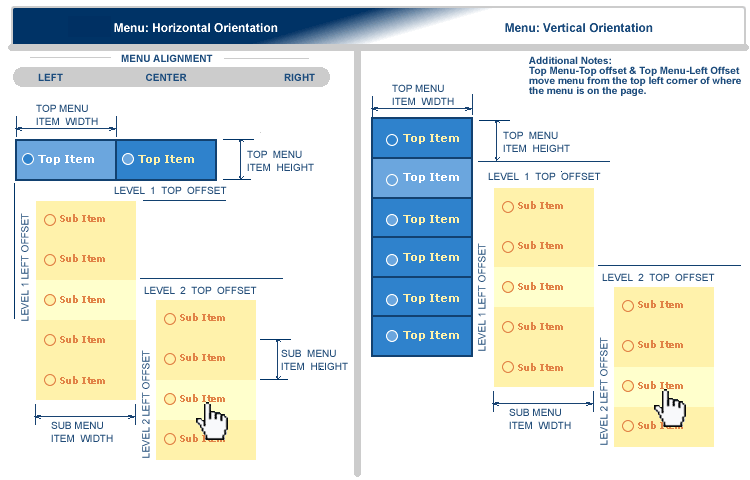 Menu: Horizontal Orientation
MENU ALIGNMENT
LEFT CENTER RIGHT
TOP MENU
ITEM WIDTH
Top Item
Top Item
TOP MENU
ITEM HEIGHT
LEVEL 1 TOP OFFSET
LEVEL 1 LEFT OFFSET
Sub Item
Sub Item
Sub Item
Sub Item
Sub Item
SUB MENU
ITEM WIDTH
LEVEL 2 TOP OFFSET
LEVEL 2 LEFT OFFSET
Sub Item
Sub Item
Sub Item
Sub
SUB MENU
ITEM HEIGHT
Menu: Vertical Orientation
Additional Notes:
Top Menu-Top offset & Top Menu-Left Offset
move menu from the top left corner of where
the menu is on the page.
TOP MENU
ITEM WIDTH
Top Item
Top Item
Top Item
Top Item
Top Item
Top Item
TOP MENU
ITEM HEIGHT
LEVEL 1 TOP OFFSET
LEVEL 1 LEFT OFFSET
Sub Item
Sub Item
Sub Item
Sub Item
Sub Item
SUB MENU
ITEM WIDTH
LEVEL 2 TOP OFFSET
LEVEL 2 LEFT OFFSET
Sub Item
Sub Item
Sub Item
Sub